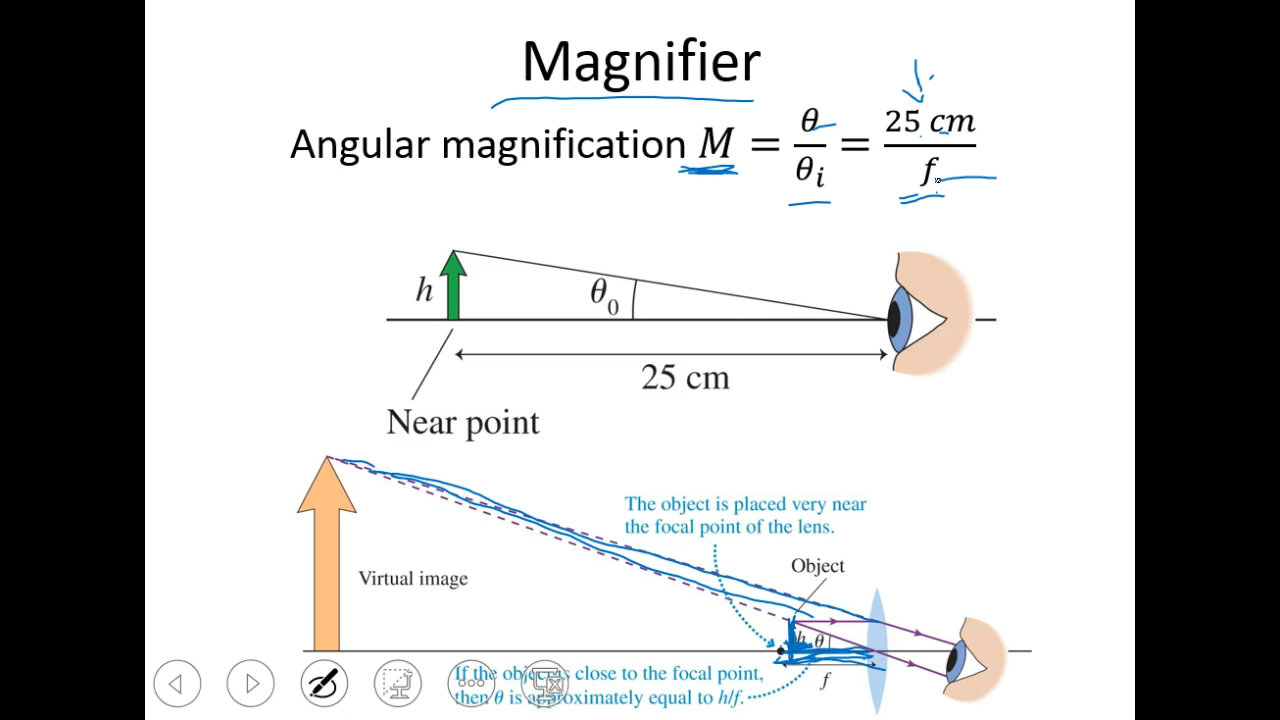 Magnifier
Angular magnification M = θ/θᵢ = 25 cm/f
h
θ₀
25 cm
Near point
The object is placed very near
the focal point of the lens.
Object
Virtual image
h θ
f
If the object is close to the focal point,
then θ is approximately equal to h/f.